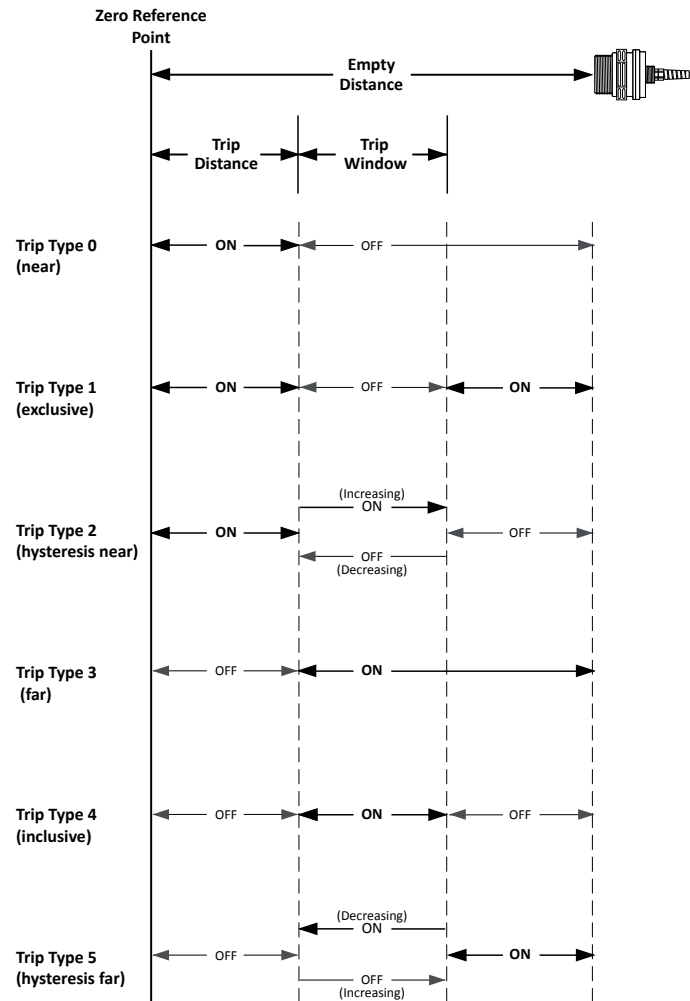 Zero Reference
Point
Empty
Distance
Trip
Distance
Trip
Window
Trip Type 0
(near)
ON
OFF
Trip Type 1
(exclusive)
ON
OFF
ON
Trip Type 2
(hysteresis near)
ON
(Increasing)
ON
OFF
(Decreasing)
OFF
Trip Type 3
(far)
OFF
ON
Trip Type 4
(inclusive)
OFF
ON
OFF
Trip Type 5
(hysteresis far)
OFF
(Decreasing)
ON
OFF
(Increasing)
ON